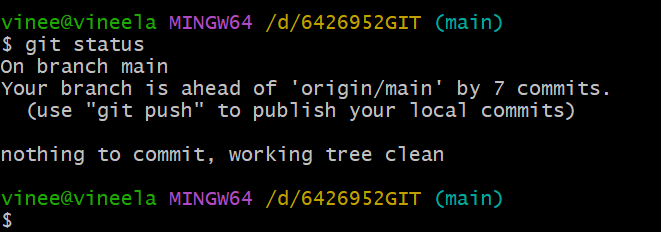 vinee@vineela MINGW64 /d/6426952GIT (main)
$ git status
On branch main
Your branch is ahead of 'origin/main' by 7 commits.
  (use "git push" to publish your local commits)

nothing to commit, working tree clean

vinee@vineela MINGW64 /d/6426952GIT (main)
$